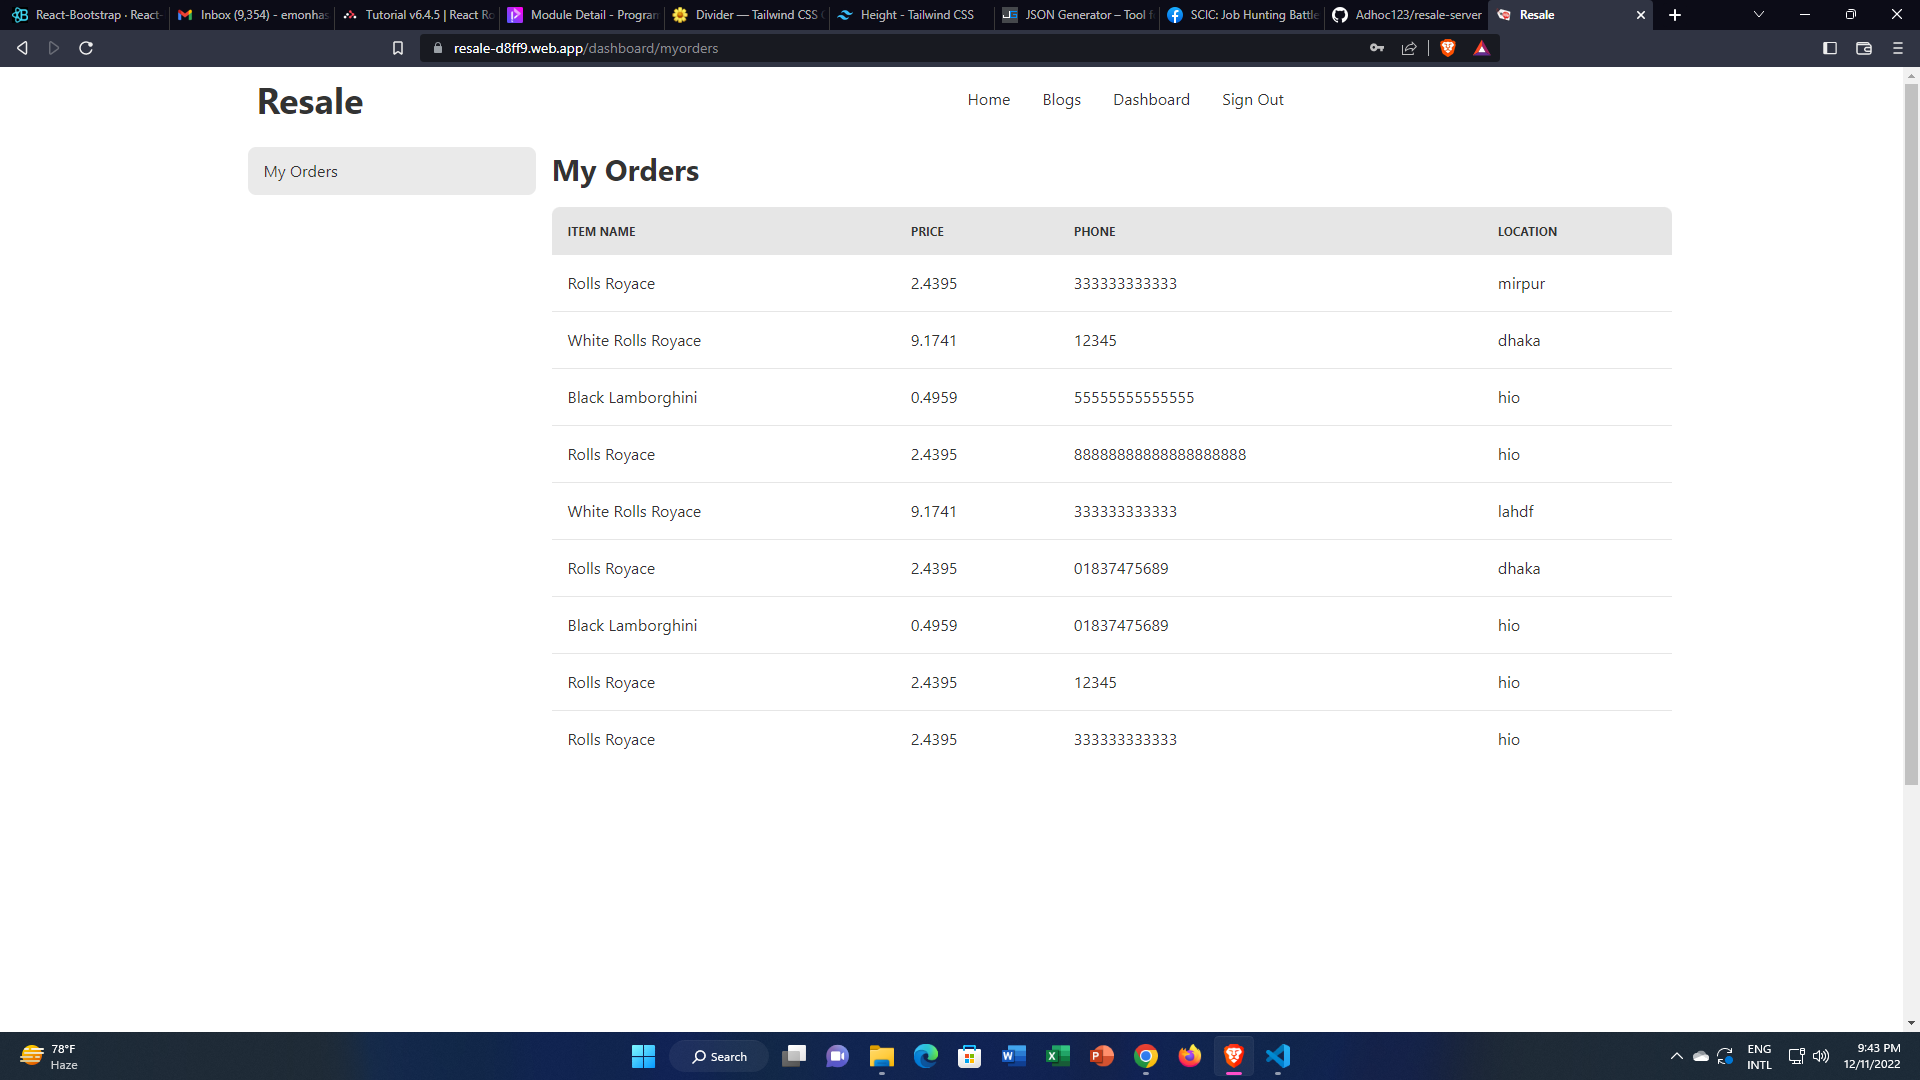 React-Bootstrap · React-
Inbox (9,354) - emonhas
Tutorial v6.4.5 | React Ro
Module Detail - Program
Divider — Tailwind CSS
Height - Tailwind CSS
JSON Generator – Tool f
SCIC: Job Hunting Battle
Adhoc123/resale-server
Resale
resale-d8ff9.web.app/dashboard/myorders
Resale
Home Blogs Dashboard Sign Out
My Orders
My Orders
ITEM NAME PRICE PHONE LOCATION
Rolls Royace 2.4395 333333333333 mirpur
White Rolls Royace 9.1741 12345 dhaka
Black Lamborghini 0.4959 55555555555555 hio
Rolls Royace 2.4395 88888888888888888888 hio
White Rolls Royace 9.1741 333333333333 lahdf
Rolls Royace 2.4395 01837475689 dhaka
Black Lamborghini 0.4959 01837475689 hio
Rolls Royace 2.4395 12345 hio
Rolls Royace 2.4395 333333333333 hio
78°F
Haze
Search
ENG
INTL
9:43 PM
12/11/2022